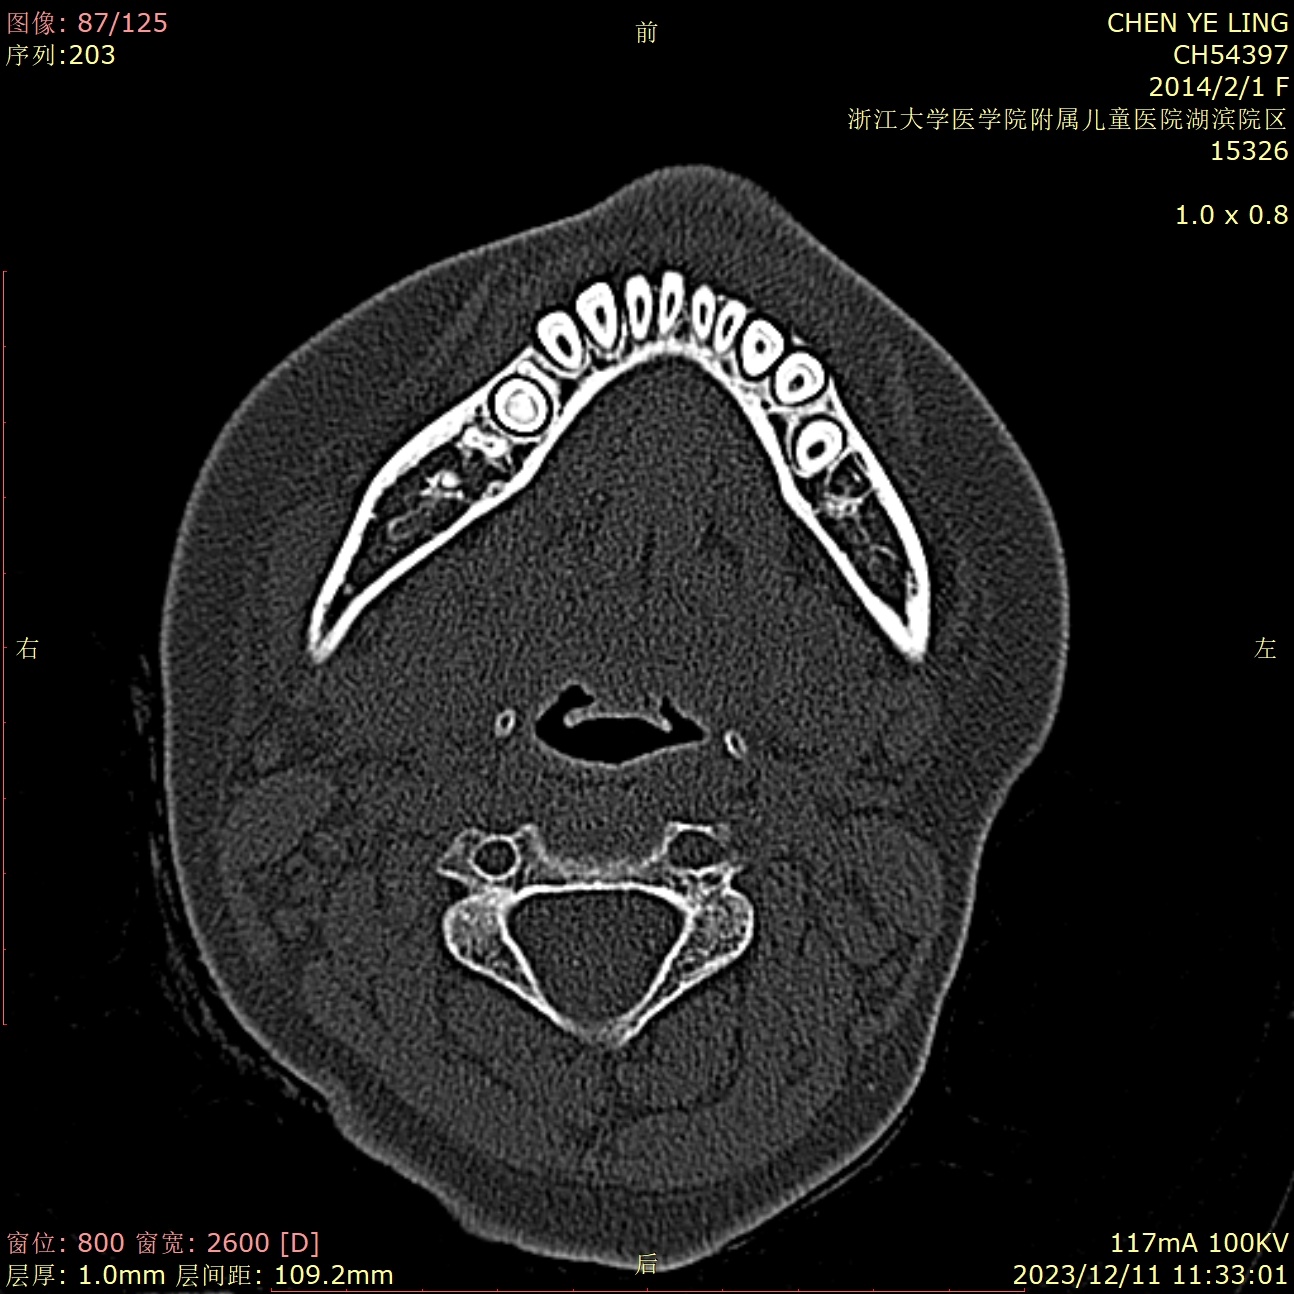 图像: 87/125
序列:203
前
CHEN YE LING
CH54397
2014/2/1 F
浙江大学医学院附属儿童医院湖滨院区
15326
1.0 x 0.8
右
左
窗位: 800 窗宽: 2600 [D]
层厚: 1.0mm 层间距: 109.2mm
后
117mA 100KV
2023/12/11 11:33:01